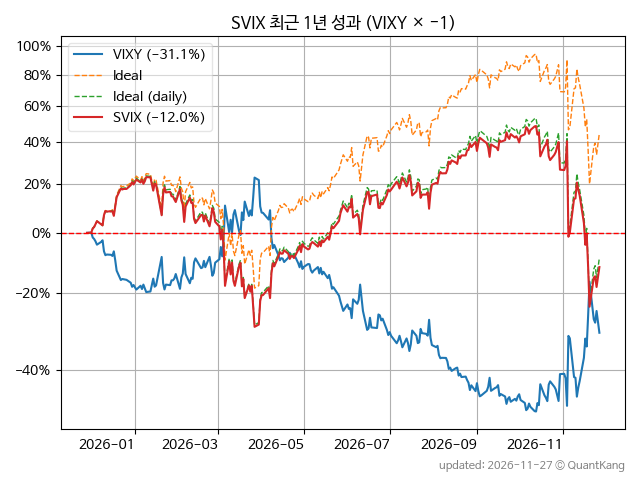 SVIX 최근 1년 성과 (VIXY × −1)
100%
80%
60%
40%
20%
0%
−20%
−40%
VIXY (−31.1%)
Ideal
Ideal (daily)
SVIX (−12.0%)
2026-01
2026-03
2026-05
2026-07
2026-09
2026-11
updated: 2026-11-27 © QuantKang